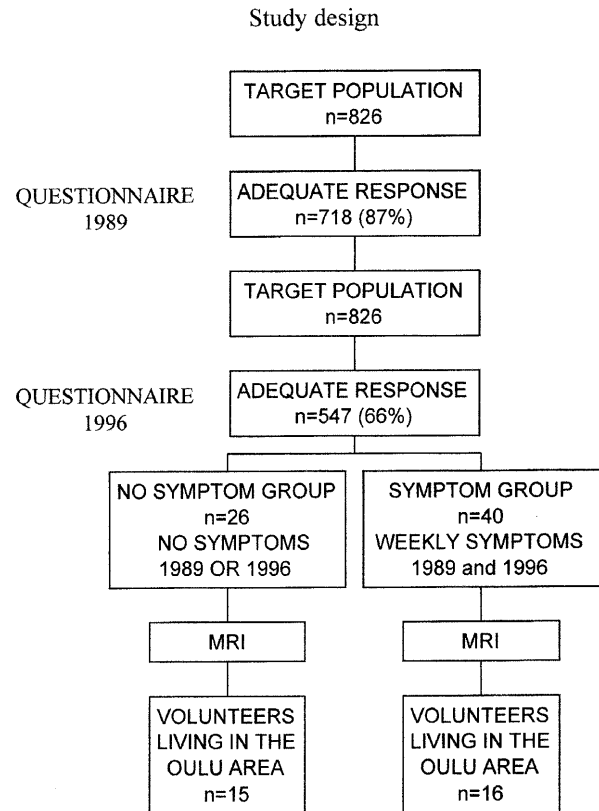 Study design
TARGET POPULATION
n=826
QUESTIONNAIRE
1989
ADEQUATE RESPONSE
n=718 (87%)
TARGET POPULATION
n=826
QUESTIONNAIRE
1996
ADEQUATE RESPONSE
n=547 (66%)
NO SYMPTOM GROUP
n=26
NO SYMPTOMS
1989 OR 1996
SYMPTOM GROUP
n=40
WEEKLY SYMPTOMS
1989 and 1996
MRI
MRI
VOLUNTEERS
LIVING IN THE
OULU AREA
n=15
VOLUNTEERS
LIVING IN THE
OULU AREA
n=16